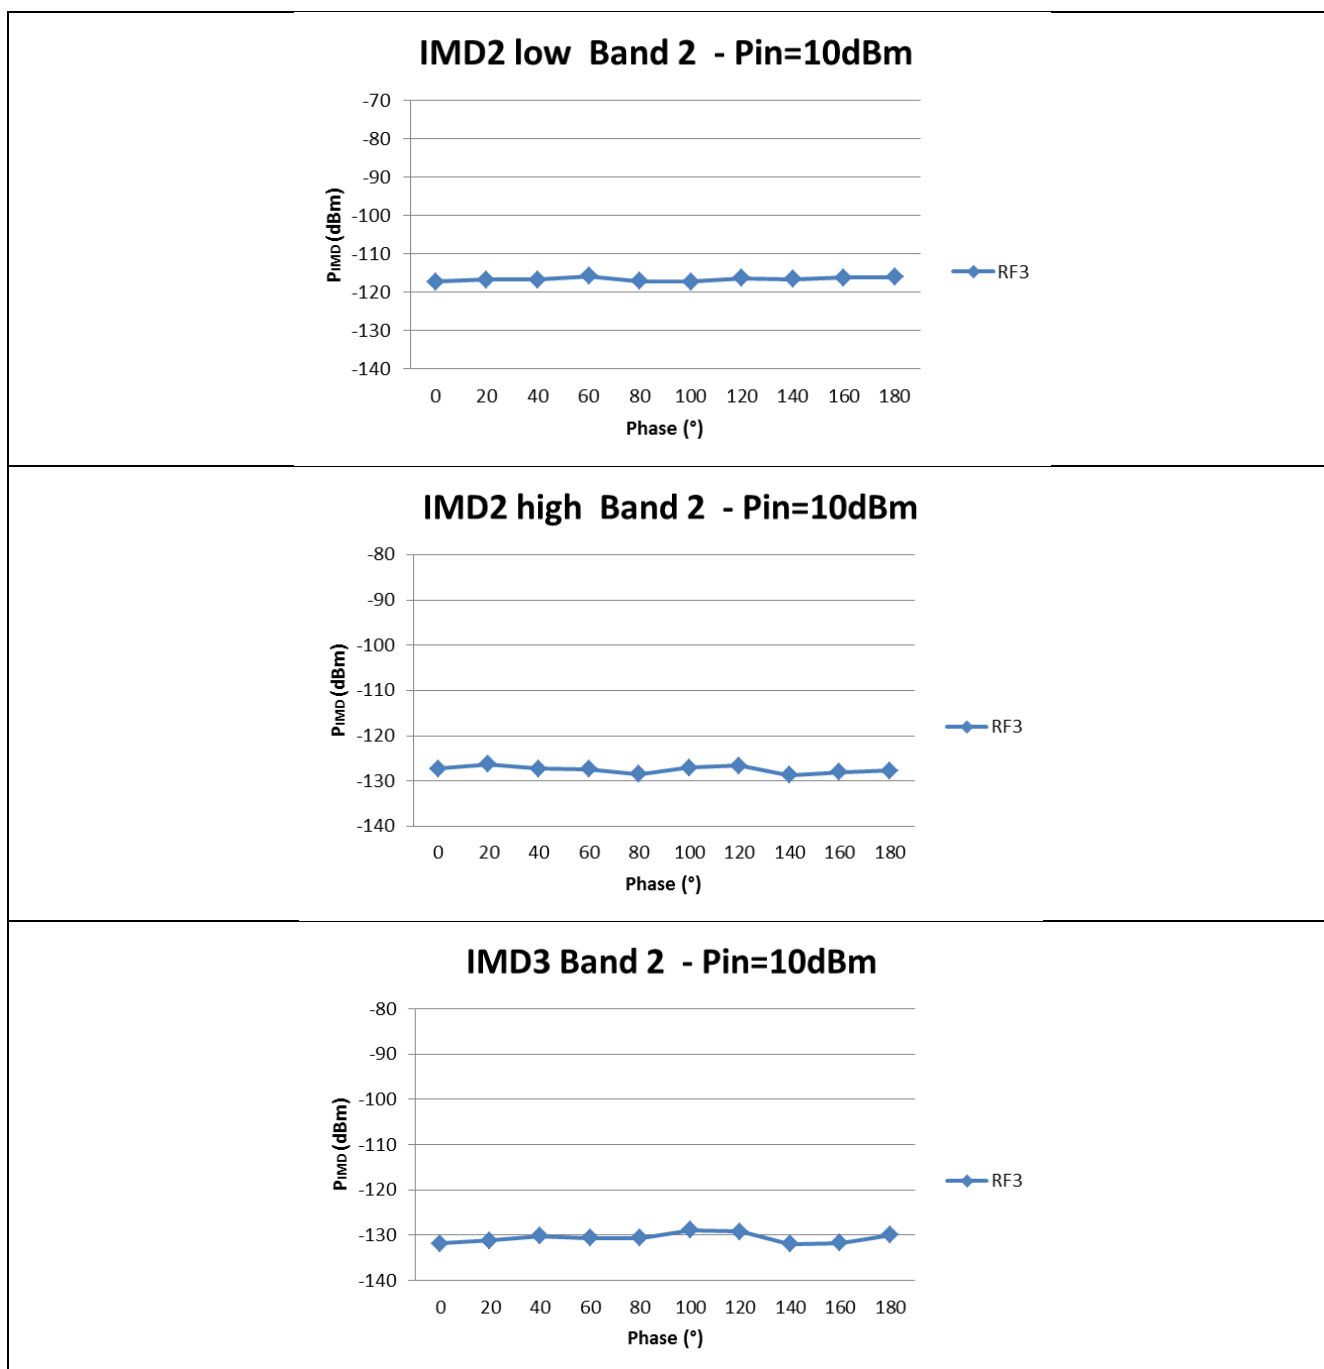 IMD2 low  Band 2  - Pin=10dBm
-70
-80
-90
-100
-110
-120
-130
-140
PIMD (dBm)
0 20 40 60 80 100 120 140 160 180
Phase (°)
RF3
IMD2 high  Band 2  - Pin=10dBm
-80
-90
-100
-110
-120
-130
-140
PIMD (dBm)
0 20 40 60 80 100 120 140 160 180
Phase (°)
RF3
IMD3 Band 2  - Pin=10dBm
-80
-90
-100
-110
-120
-130
-140
PIMD (dBm)
0 20 40 60 80 100 120 140 160 180
Phase (°)
RF3